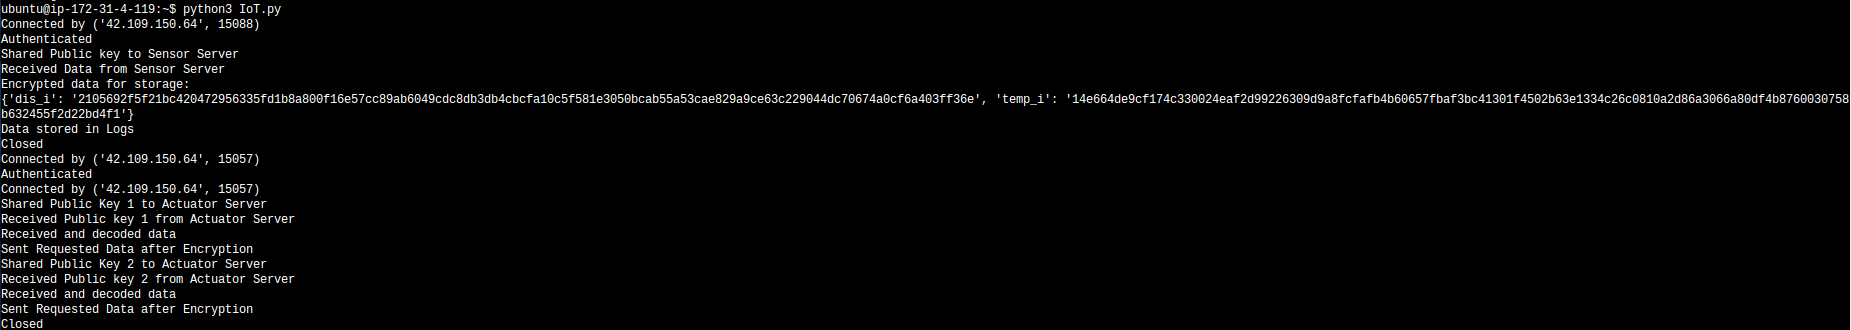 ubuntu@ip-172-31-4-119:~$ python3 IoT.py
Connected by ('42.109.150.64', 15088)
Authenticated
Shared Public key to Sensor Server
Received Data from Sensor Server
Encrypted data for storage:
{'dis_i': '2105692f5f21bc420472956335fd1b8a800f16e57cc89ab6049cdc8db3db4cbcfa10c5f581e3050bcab55a53cae829a9ce63c229044dc70674a0cf6a403ff36e', 'temp_i': '14e664de9cf174c330024eaf2d99226309d9a8fcfafb4b60657fbaf3bc41301f4502b63e1334c26c0810a2d86a3066a80df4b8760030758
b632455f2d22bd4f1'}
Data stored in Logs
Closed
Connected by ('42.109.150.64', 15057)
Authenticated
Connected by ('42.109.150.64', 15057)
Shared Public Key 1 to Actuator Server
Received Public key 1 from Actuator Server
Received and decoded data
Sent Requested Data after Encryption
Shared Public Key 2 to Actuator Server
Received Public key 2 from Actuator Server
Received and decoded data
Sent Requested Data after Encryption
Closed